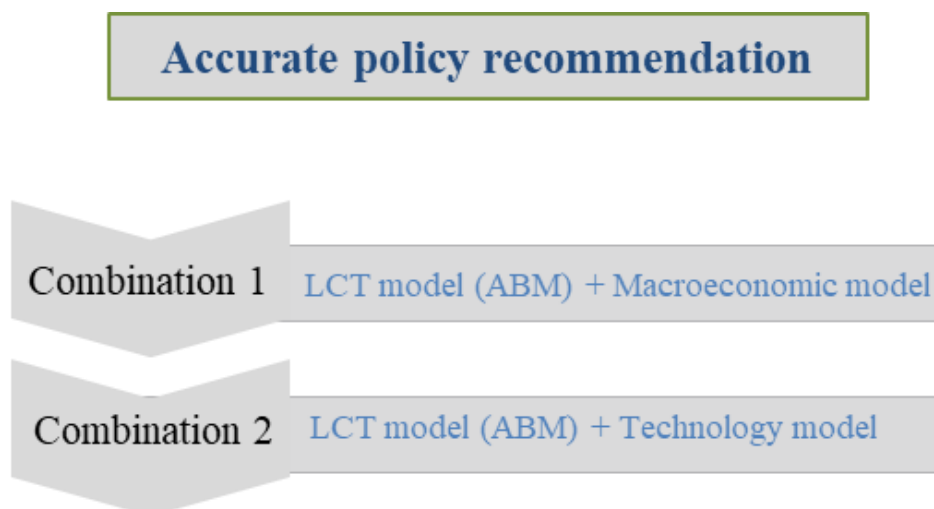 Accurate policy recommendation
Combination 1
LCT model (ABM) + Macroeconomic model
Combination 2
LCT model (ABM) + Technology model